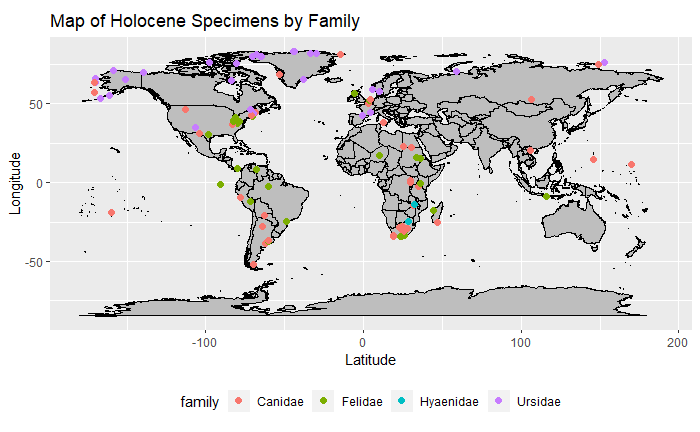 Map of Holocene Specimens by Family
Longitude
50
0
-50
-100
0
100
200
Latitude
family
Canidae
Felidae
Hyaenidae
Ursidae